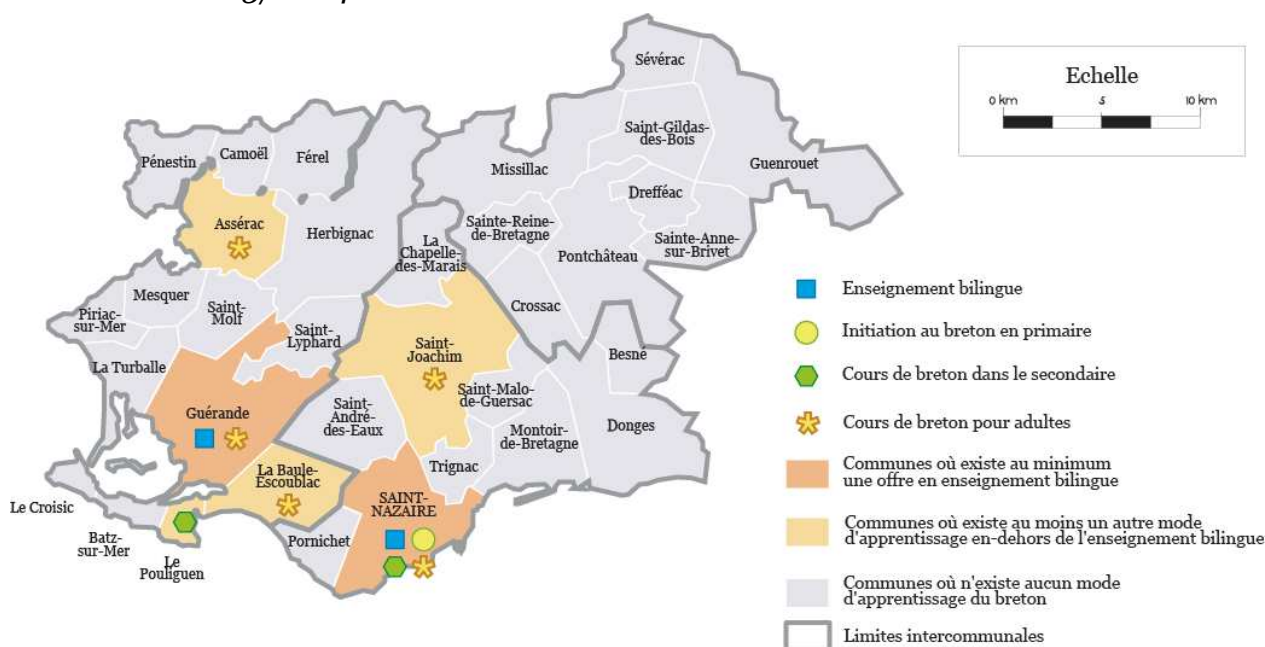 Echelle
0 km 5 10 km
Sévérac
Saint-Gildas-
des-Bois
Guenrouet
Missillac
Drefféac
Camoël
Férel
Pénestin
Assérac
Herbignac
La
Chapelle-
des-Marais
Sainte-Reine-
de-Bretagne
Pontchâteau
Sainte-Anne-
sur-Brivet
Crossac
Mesquer
Piriac-
sur-Mer
Saint-
Molf
Saint-
Lyphard
Saint-
Joachim
Besné
La Turballe
Guérande
Saint-
André-
des-Eaux
Saint-Malo-
de-Guersac
Montoir-
de-Bretagne
Donges
La Baule-
Escoublac
Trignac
SAINT-
NAZAIRE
Pornichet
Le Croisic
Batz-
sur-Mer
Le
Pouliguen
Enseignement bilingue
Initiation au breton en primaire
Cours de breton dans le secondaire
Cours de breton pour adultes
Communes où existe au minimum
une offre en enseignement bilingue
Communes où existe au moins un autre mode
d'apprentissage en-dehors de l'enseignement bilingue
Communes où n'existe aucun mode
d'apprentissage du breton
Limites intercommunales